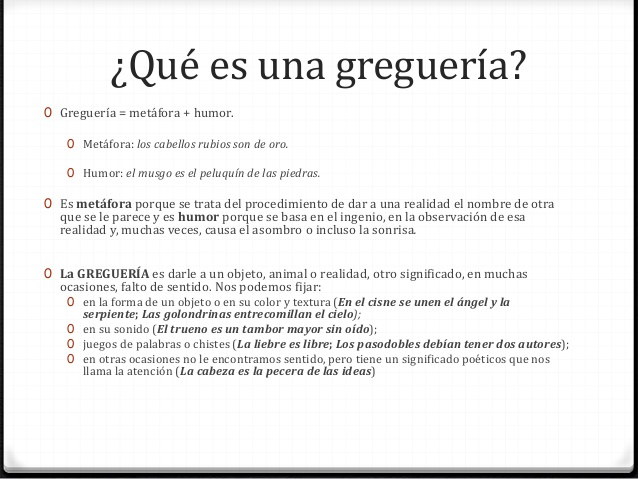 ¿Qué es una greguería?
Greguería = metáfora + humor.
Metáfora: los cabellos rubios son de oro.
Humor: el musgo es el peluquín de las piedras.
Es metáfora porque se trata del procedimiento de dar a una realidad el nombre de otra
que se le parece y es humor porque se basa en el ingenio, en la observación de esa
realidad y, muchas veces, causa el asombro o incluso la sonrisa.
La GREGUERÍA es darle a un objeto, animal o realidad, otro significado, en muchas
ocasiones, falto de sentido. Nos podemos fijar:
en la forma de un objeto o en su color y textura (En el cisne se unen el ángel y la
serpiente; Las golondrinas entrecomillan el cielo);
en su sonido (El trueno es un tambor mayor sin oído);
juegos de palabras o chistes (La liebre es libre; Los pasodobles debían tener dos autores);
en otras ocasiones no le encontramos sentido, pero tiene un significado poéticos que nos
llama la atención (La cabeza es la pecera de las ideas)